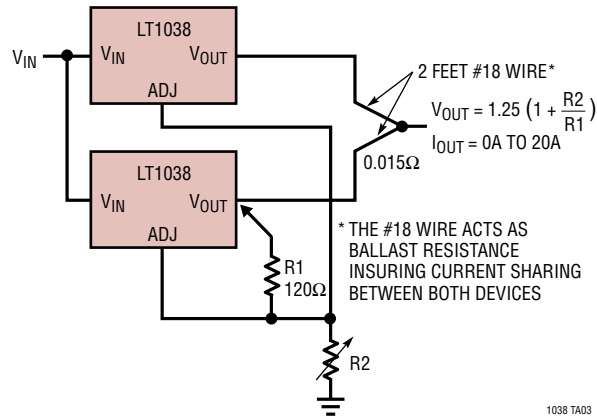 LT1038
V_IN
V_IN
V_OUT
ADJ
2 FEET #18 WIRE*
V_OUT = 1.25 (1 + R2/R1)
I_OUT = 0A TO 20A
0.015Ω
LT1038
V_IN
V_OUT
ADJ
* THE #18 WIRE ACTS AS
BALLAST RESISTANCE
INSURING CURRENT SHARING
BETWEEN BOTH DEVICES
R1
120Ω
R2
1038 TA03